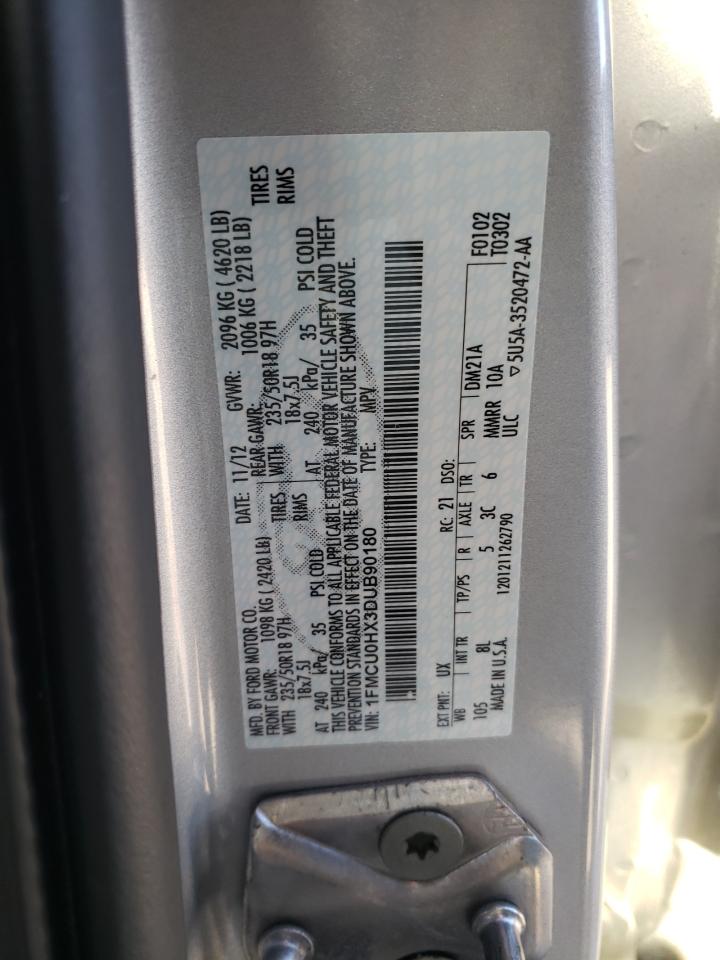 MFD. BY FORD MOTOR CO.
DATE: 11/12 GVWR: 2096 KG ( 4620 LB)
FRONT GAWR: 1098 KG ( 2420 LB) REAR GAWR: 1006 KG ( 2218 LB)
WITH 235/50R18 97H TIRES WITH 235/50R18 97H TIRES
18x7.5J RIMS 18x7.5J RIMS
AT 240 kPa/ 35 PSI COLD AT 240 kPa/ 35 PSI COLD
THIS VEHICLE CONFORMS TO ALL APPLICABLE FEDERAL MOTOR VEHICLE SAFETY AND THEFT
PREVENTION STANDARDS IN EFFECT ON THE DATE OF MANUFACTURE SHOWN ABOVE.
VIN: 1FMCU0HX3DUB90180 TYPE: MPV
EXT PNT: UX RC: 21 DSO: F0102
WB INT TR TP/PS R AXLE TR SPR DM21A T0302
105 8L 5 3C 6 MMRR 10A
MADE IN U.S.A. 1201211262790 ULC ▽5U5A-3520472-AA